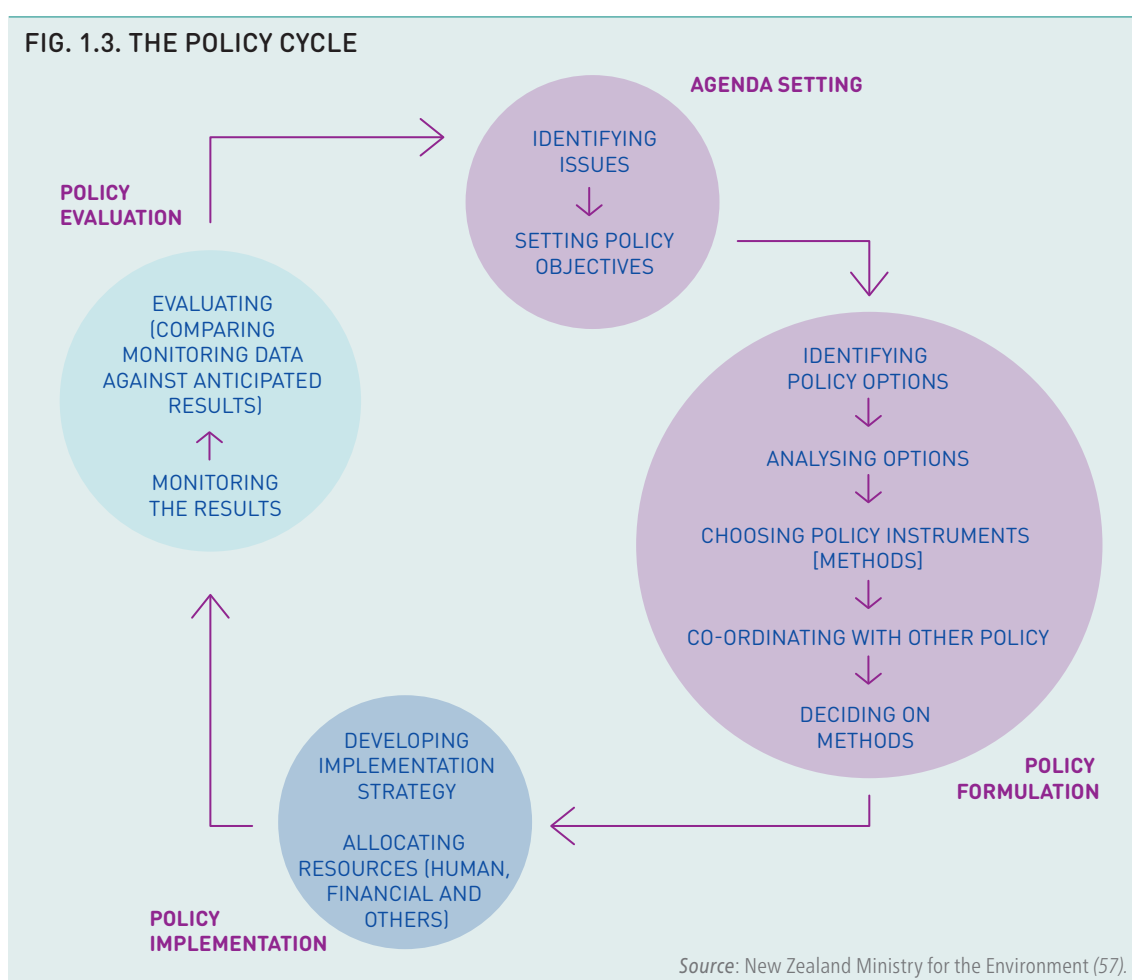 FIG. 1.3. THE POLICY CYCLE
AGENDA SETTING
IDENTIFYING
ISSUES
SETTING POLICY
OBJECTIVES
IDENTIFYING
POLICY OPTIONS
ANALYSING OPTIONS
CHOOSING POLICY INSTRUMENTS
[METHODS]
CO-ORDINATING WITH OTHER POLICY
DECIDING ON
METHODS
POLICY
FORMULATION
DEVELOPING
IMPLEMENTATION
STRATEGY
ALLOCATING
RESOURCES (HUMAN,
FINANCIAL AND
OTHERS)
POLICY
IMPLEMENTATION
POLICY
EVALUATION
EVALUATING
(COMPARING
MONITORING DATA
AGAINST ANTICIPATED
RESULTS)
MONITORING
THE RESULTS
Source: New Zealand Ministry for the Environment (57).